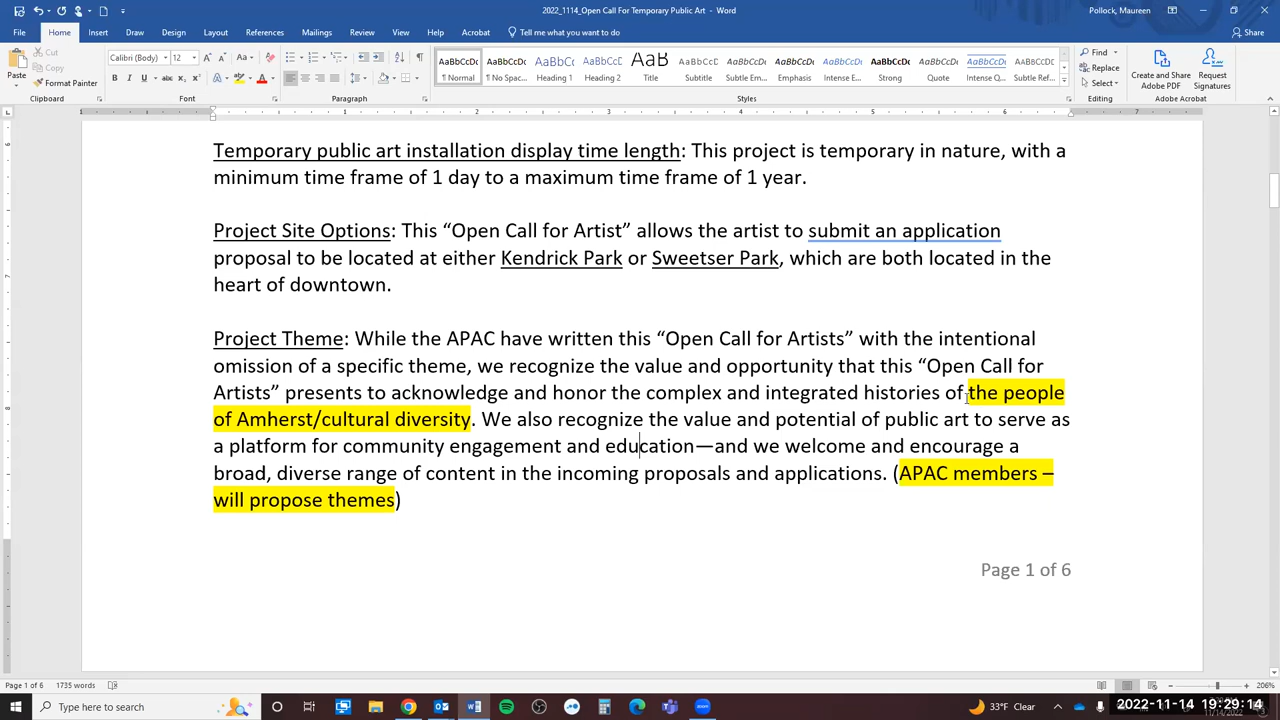 2022_1114_Open Call For Temporary Public Art - Word
Pollock, Maureen
File Home Insert Draw Design Layout References Mailings Review View Help Acrobat Tell me what you want to do
Share
Paste
Cut
Copy
Format Painter
Clipboard
Calibri (Body) 12
Font
Paragraph
AaBbCcDc AaBbCcDc AaBbC AaBbCcC AaB AaBbCcD AaBbCcDc AaBbCcDc AaBbCcDc AaBbCcDc AaBbCcDc AaBbCcDc AaBbCcDc
¶ Normal ¶ No Spac... Heading 1 Heading 2 Title Subtitle Subtle Em... Emphasis Intense E... Strong Quote Intense Q... Subtle Ref...
Styles
Find
Replace
Select
Editing
Create and Share
Adobe PDF
Request
Signatures
Adobe Acrobat
Temporary public art installation display time length: This project is temporary in nature, with a
minimum time frame of 1 day to a maximum time frame of 1 year.
Project Site Options: This “Open Call for Artist” allows the artist to submit an application
proposal to be located at either Kendrick Park or Sweetser Park, which are both located in the
heart of downtown.
Project Theme: While the APAC have written this “Open Call for Artists” with the intentional
omission of a specific theme, we recognize the value and opportunity that this “Open Call for
Artists” presents to acknowledge and honor the complex and integrated histories of the people
of Amherst/cultural diversity. We also recognize the value and potential of public art to serve as
a platform for community engagement and education—and we welcome and encourage a
broad, diverse range of content in the incoming proposals and applications. (APAC members –
will propose themes)
Page 1 of 6
Page 1 of 6 1735 words
206%
Type here to search
33°F Clear
2022-11-14 19:29:14